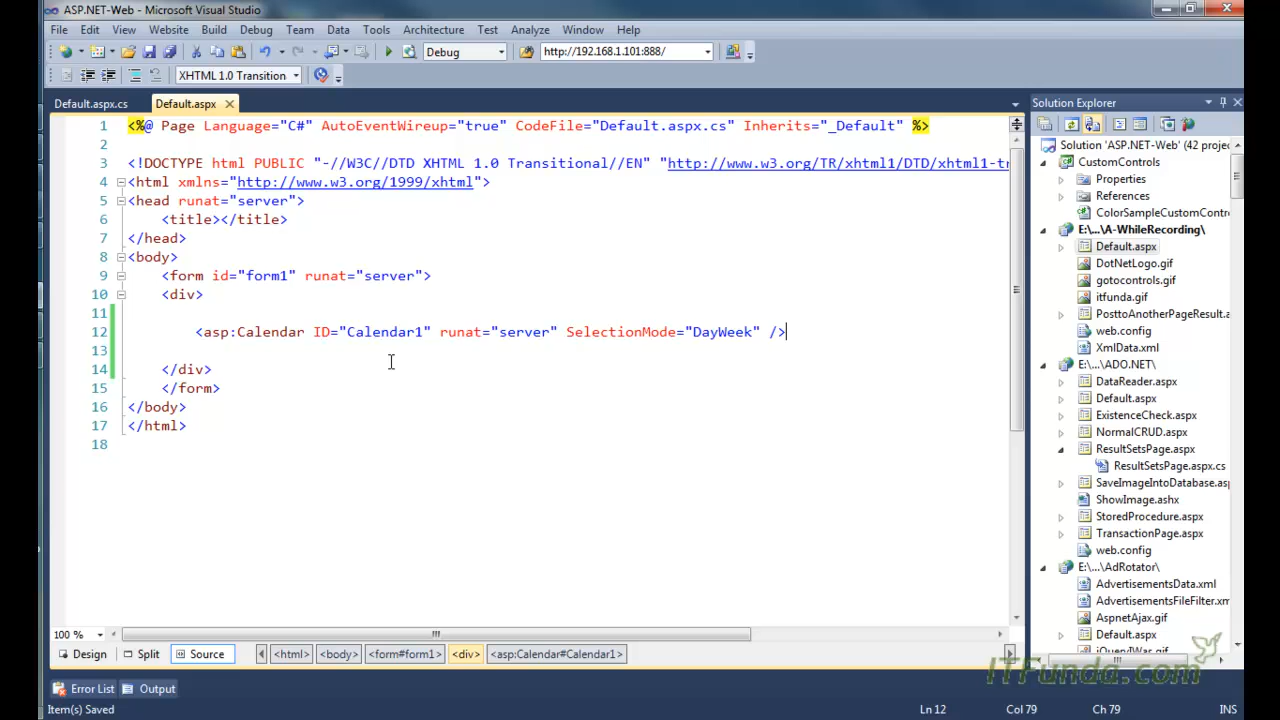 ASP.NET-Web - Microsoft Visual Studio
File Edit View Website Build Debug Team Data Tools Architecture Test Analyze Window Help
Debug http://192.168.1.101:888/
XHTML 1.0 Transition
Default.aspx.cs Default.aspx
1 <%@ Page Language="C#" AutoEventWireup="true" CodeFile="Default.aspx.cs" Inherits="_Default" %>
2
3 <!DOCTYPE html PUBLIC "-//W3C//DTD XHTML 1.0 Transitional//EN" "http://www.w3.org/TR/xhtml1/DTD/xhtml1-tr
4 <html xmlns="http://www.w3.org/1999/xhtml">
5 <head runat="server">
6 <title></title>
7 </head>
8 <body>
9 <form id="form1" runat="server">
10 <div>
11
12 <asp:Calendar ID="Calendar1" runat="server" SelectionMode="DayWeek" />
13
14 </div>
15 </form>
16 </body>
17 </html>
18
100 %
Design Split Source <html> <body> <form#form1> <div> <asp:Calendar#Calendar1>
Error List Output
Item(s) Saved Ln 12 Col 79 Ch 79 INS
Solution Explorer
Solution 'ASP.NET-Web' (42 projec
CustomControls
Properties
References
ColorSampleCustomContr
E:\...\A-WhileRecording\
Default.aspx
DotNetLogo.gif
gotocontrols.gif
itfunda.gif
PosttoAnotherPageResult.a
web.config
XmlData.xml
E:\...\ADO.NET\
DataReader.aspx
Default.aspx
ExistenceCheck.aspx
NormalCRUD.aspx
ResultSetsPage.aspx
ResultSetsPage.aspx.cs
SaveImageIntoDatabase.asp
ShowImage.ashx
StoredProcedure.aspx
TransactionPage.aspx
web.config
E:\...\AdRotator\
AdvertisementsData.xml
AdvertisementsFileFilter.xm
AspnetAjax.gif
Default.aspx
jQueryIWas.gif
ITFunda.com